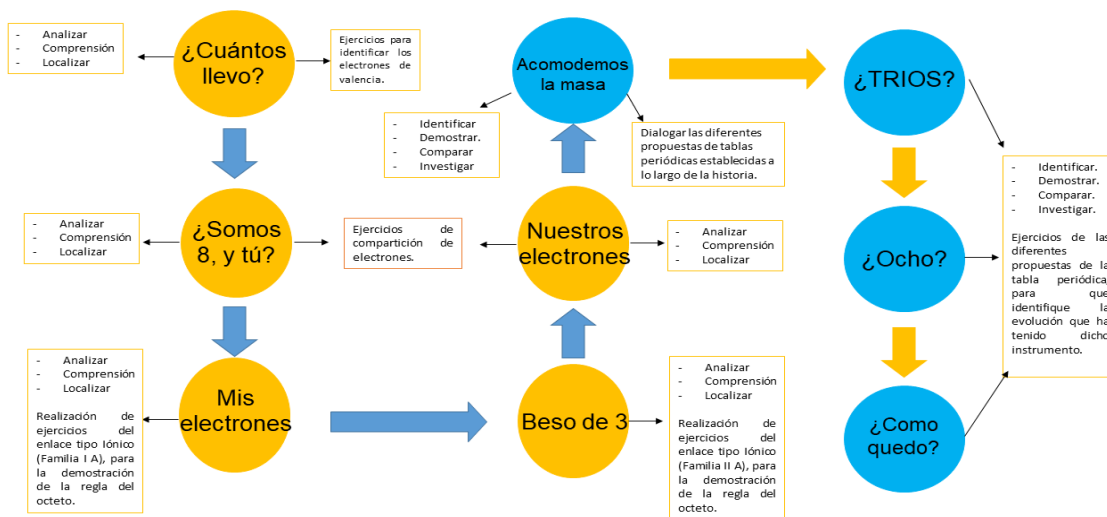 - Analizar
- Comprensión
- Localizar
¿Cuántos
llevo?
Ejercicios para
identificar los
electrones de
valencia.
- Analizar
- Comprensión
- Localizar
¿Somos
8, y tú?
Ejercicios de
compartición de
electrones.
- Analizar
- Comprensión
- Localizar
Realización de
ejercicios del
enlace tipo Iónico
(Familia I A), para
la demostración
de la regla del
octeto.
Mis
electrones
Beso de 3
- Analizar
- Comprensión
- Localizar
Realización de
ejercicios del
enlace tipo Iónico
(Familia II A), para
la demostración
de la regla del
octeto.
Nuestros
electrones
- Analizar
- Comprensión
- Localizar
Acomodemos
la masa
- Identificar
- Demostrar.
- Comparar
- Investigar
Dialogar las diferentes
propuestas de tablas
periódicas establecidas a
lo largo de la historia.
¿TRIOS?
¿Ocho?
¿Como
quedo?
- Identificar.
- Demostrar.
- Comparar.
- Investigar.
Ejercicios de las
diferentes
propuestas de la
tabla periódica,
para que
identifique la
evolución que ha
tenido dicho
instrumento.